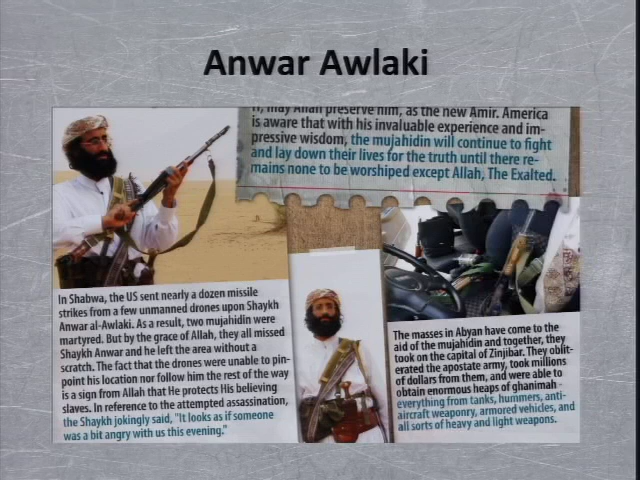 Anwar Awlaki
may Allah preserve him, as the new Amir. America
is aware that with his invaluable experience and im-
pressive wisdom, the mujahidin will continue to fight
and lay down their lives for the truth until there re-
mains none to be worshiped except Allah, The Exalted.
In Shabwa, the US sent nearly a dozen missile
strikes from a few unmanned drones upon Shaykh
Anwar al-Awlaki. As a result, two mujahidin were
martyred. But by the grace of Allah, they all missed
Shaykh Anwar and he left the area without a
scratch. The fact that the drones were unable to pin-
point his location nor follow him the rest of the way
is a sign from Allah that He protects His believing
slaves. In reference to the attempted assassination,
the Shaykh jokingly said, "It looks as if someone
was a bit angry with us this evening."
The masses in Abyan have come to the
aid of the mujahidin and together, they
took on the capital of Zinjibar. They oblit-
erated the apostate army, took millions
of dollars from them, and were able to
obtain enormous heaps of ghanimah -
everything from tanks, hummers, anti-
aircraft weaponry, armored vehicles, and
all sorts of heavy and light weapons.